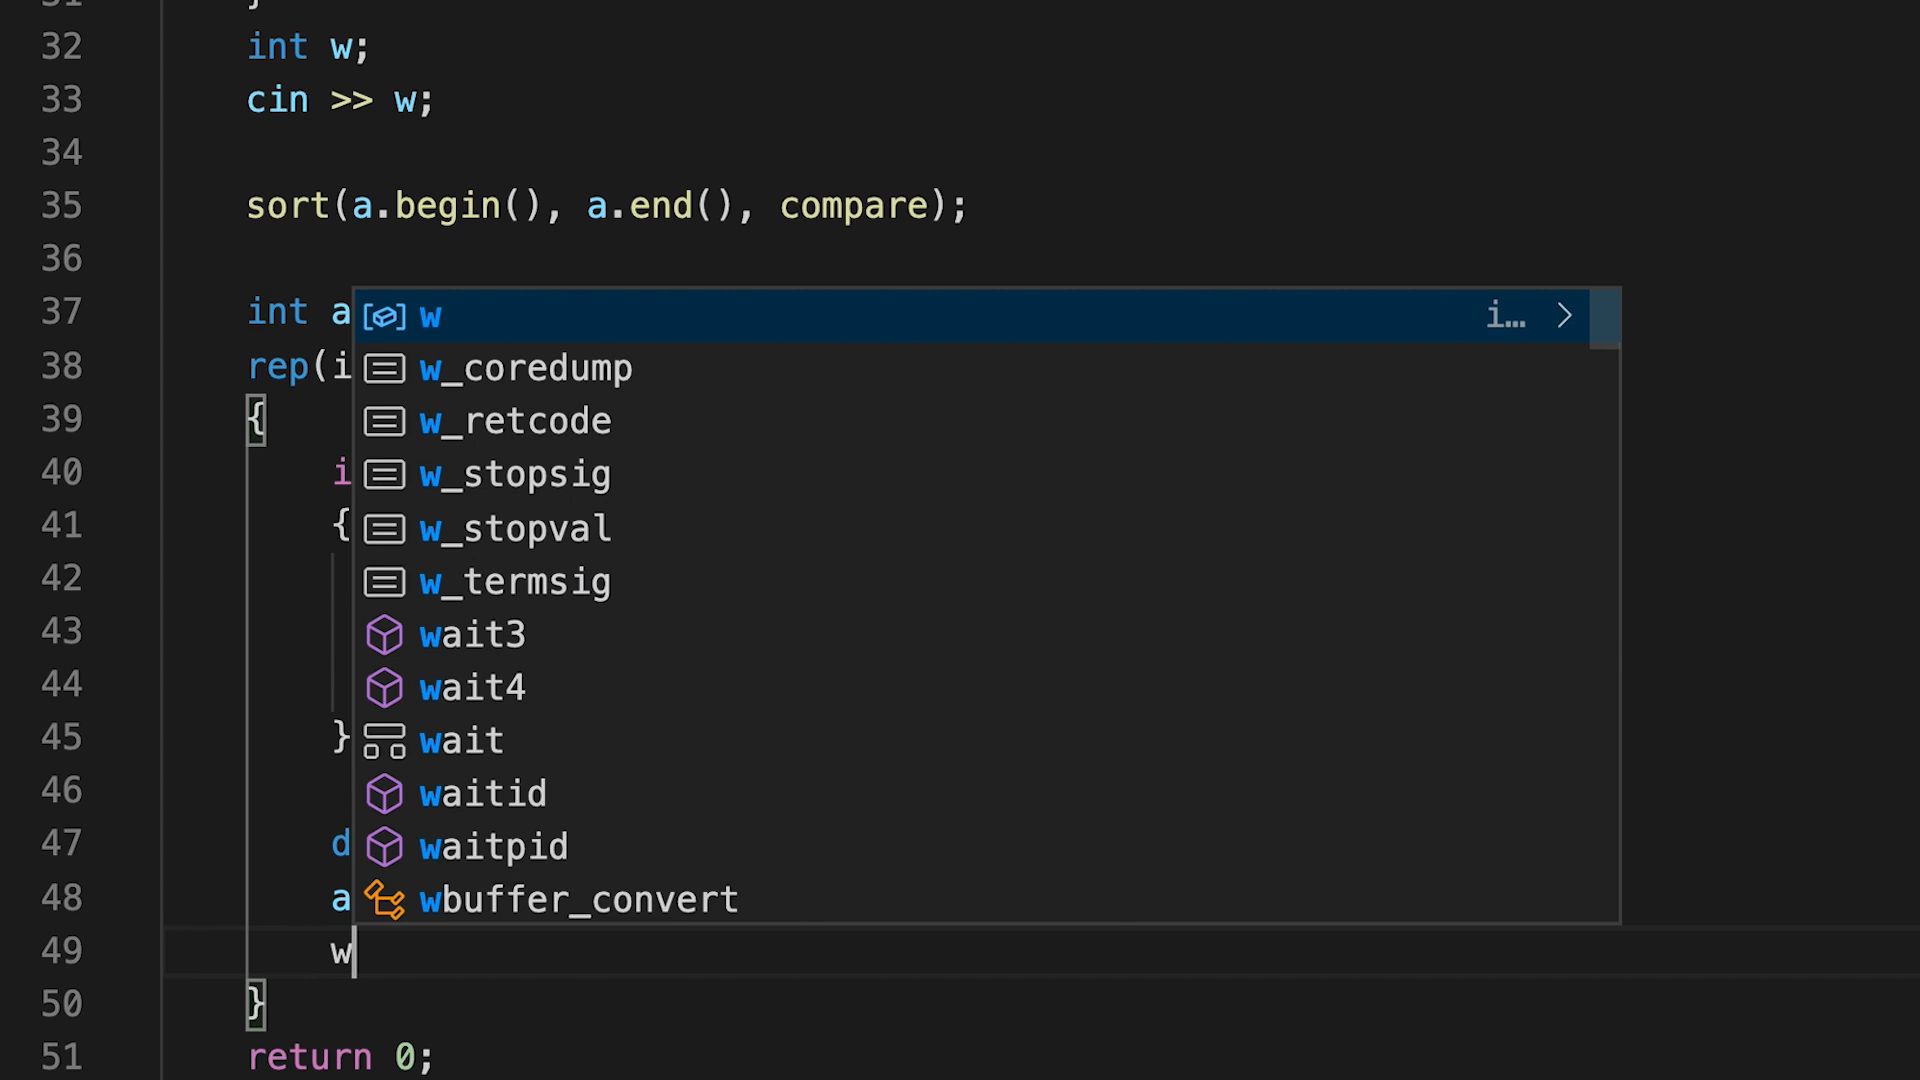 31 }
32 int w;
33 cin >> w;
34
35 sort(a.begin(), a.end(), compare);
36
37 int a w i… >
38 rep(i w_coredump
39 { w_retcode
40 i w_stopsig
41 { w_stopval
42 w_termsig
43 wait3
44 wait4
45 } wait
46 waitid
47 d waitpid
48 a wbuffer_convert
49 w
50 }
51 return 0;